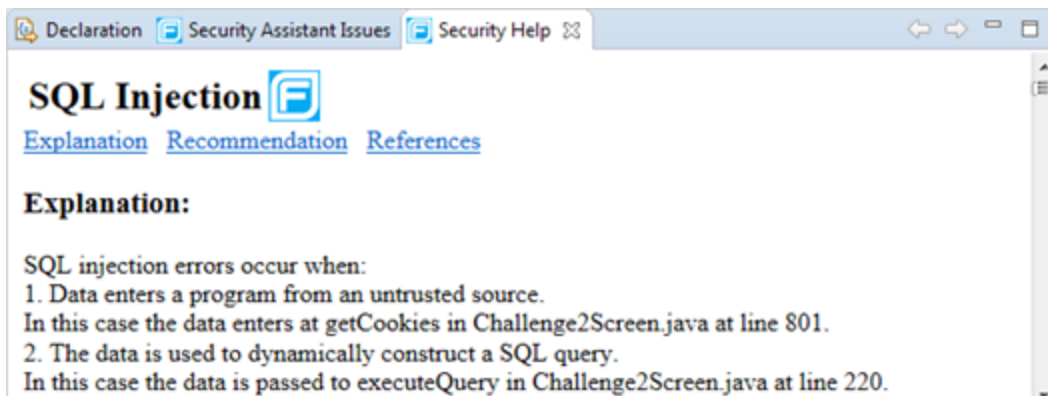 Declaration Security Assistant Issues Security Help
SQL Injection
Explanation Recommendation References
Explanation:
SQL injection errors occur when:
1. Data enters a program from an untrusted source.
In this case the data enters at getCookies in Challenge2Screen.java at line 801.
2. The data is used to dynamically construct a SQL query.
In this case the data is passed to executeQuery in Challenge2Screen.java at line 220.